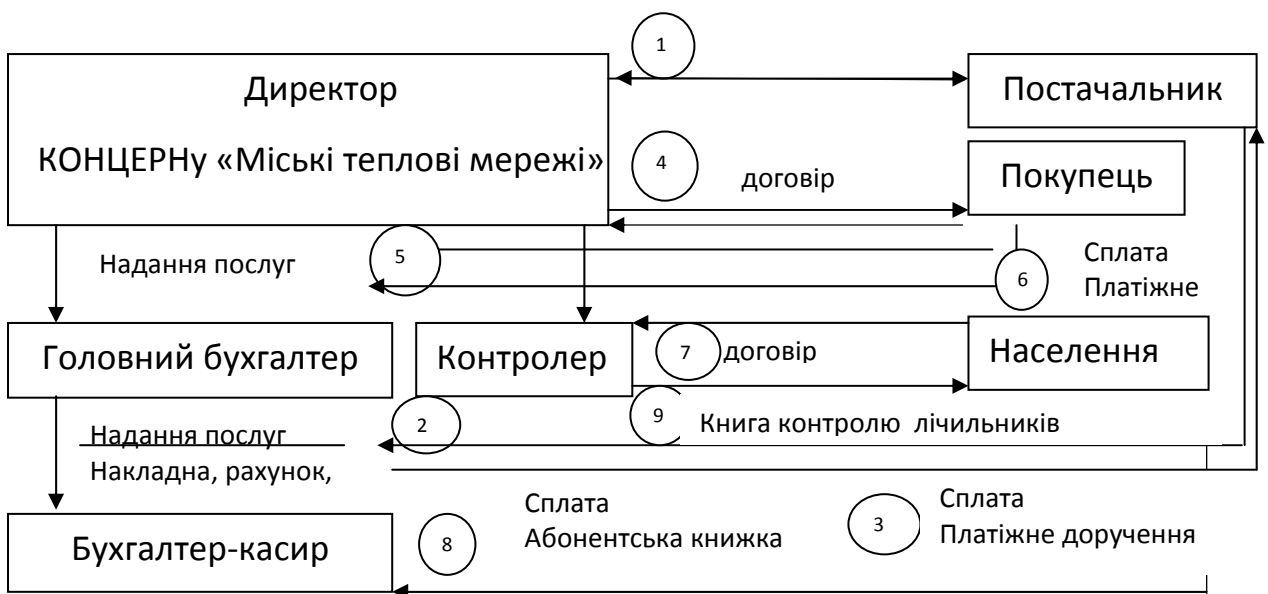 1
Директор
КОНЦЕРНу «Міські теплові мережі»
Постачальник
4
договір
Покупець
Надання послуг
5
6
Сплата
Платіжне
Головний бухгалтер
Контролер
7
договір
Населення
2
9
Книга контролю лічильників
Надання послуг
Накладна, рахунок,
Бухгалтер-касир
8
Сплата
Абонентська книжка
3
Сплата
Платіжне доручення